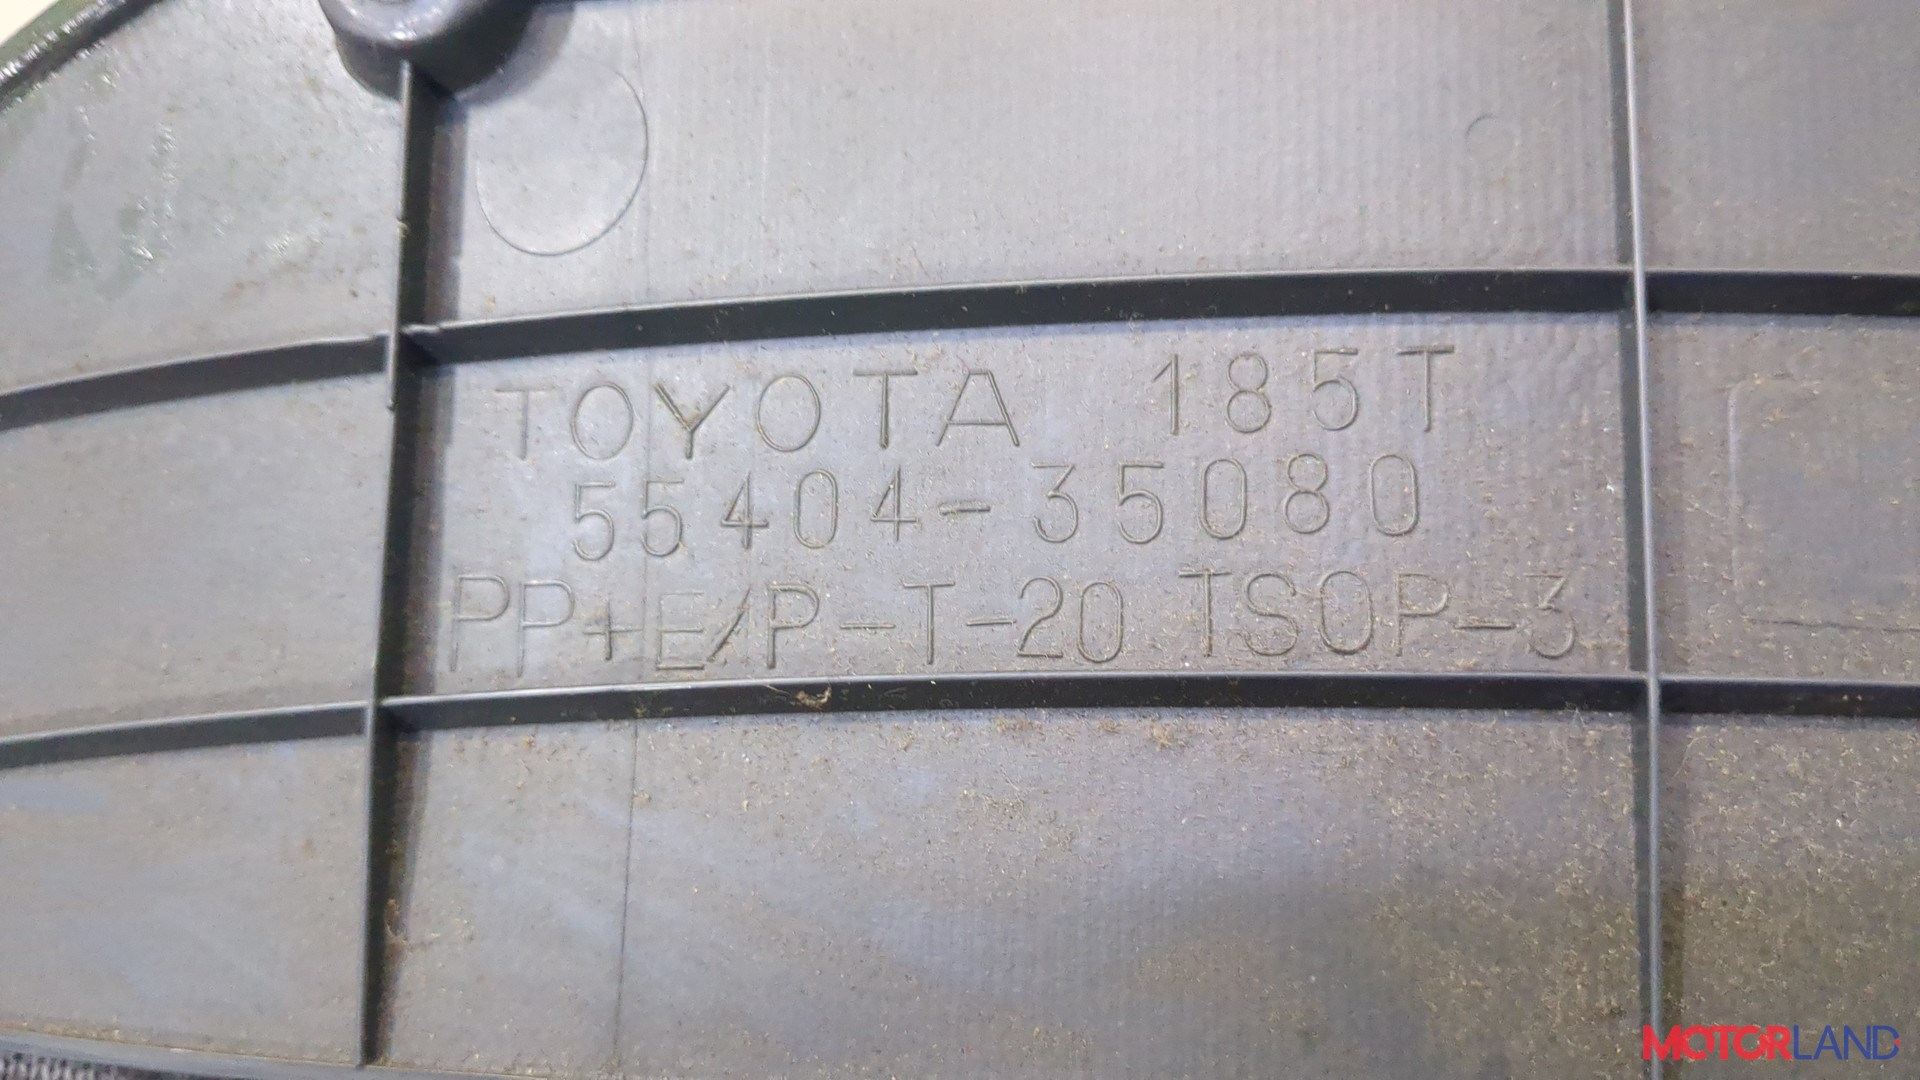 TOYOTA 185T
55404-35080
PP+E/P-T-20 TSOP-3
MOTORLAND